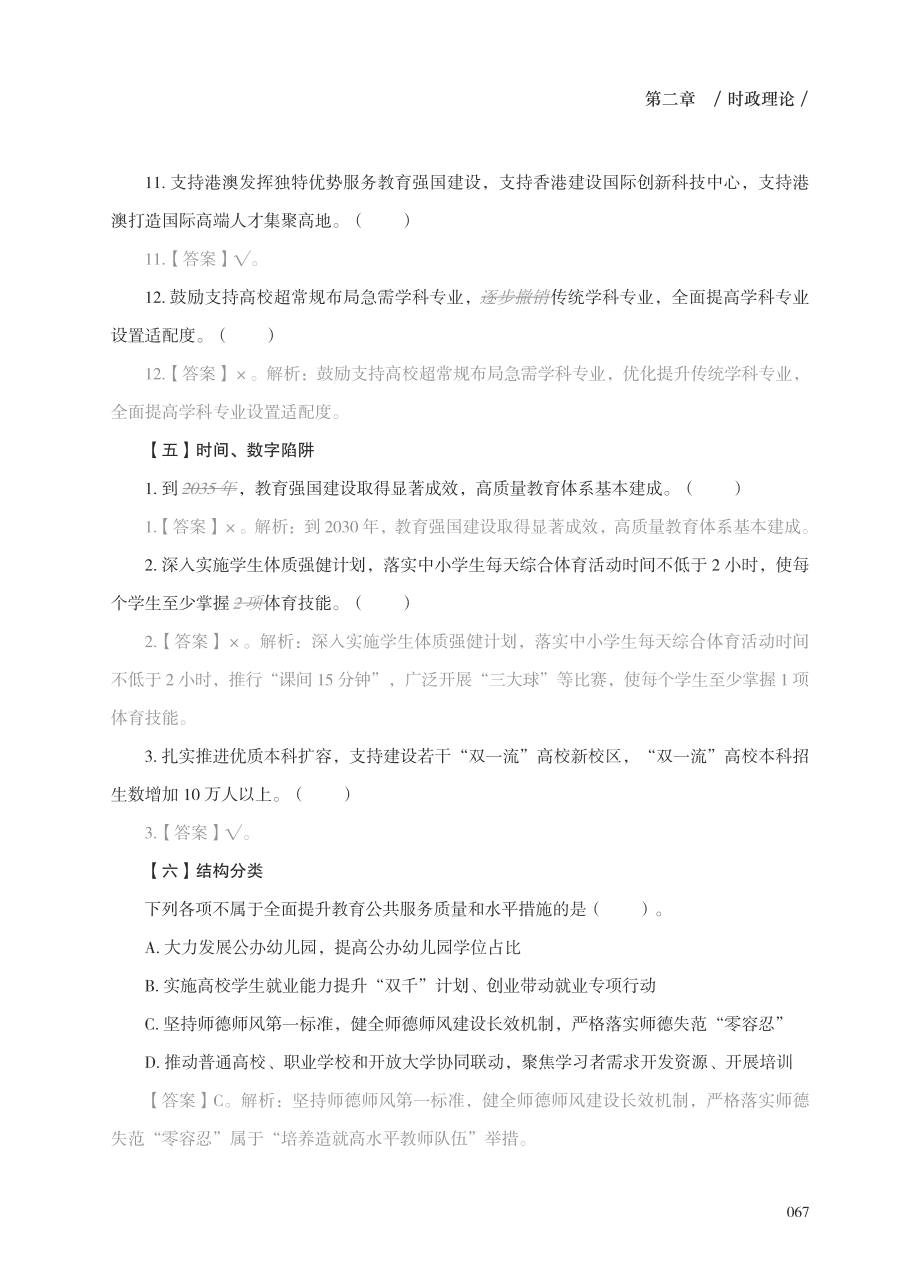 第二章 / 时政理论 /
11. 支持港澳发挥独特优势服务教育强国建设，支持香港建设国际创新科技中心，支持港
澳打造国际高端人才集聚高地。（  ）
11.【答案】√。
12. 鼓励支持高校超常规布局急需学科专业，逐步撤销传统学科专业，全面提高学科专业
设置适配度。（  ）
12.【答案】×。解析：鼓励支持高校超常规布局急需学科专业，优化提升传统学科专业，
全面提高学科专业设置适配度。
【五】时间、数字陷阱
1. 到 2035 年，教育强国建设取得显著成效，高质量教育体系基本建成。（  ）
1.【答案】×。解析：到 2030 年，教育强国建设取得显著成效，高质量教育体系基本建成。
2. 深入实施学生体质强健计划，落实中小学生每天综合体育活动时间不低于 2 小时，使每
个学生至少掌握 2 项体育技能。（  ）
2.【答案】×。解析：深入实施学生体质强健计划，落实中小学生每天综合体育活动时间
不低于 2 小时，推行“课间 15 分钟”，广泛开展“三大球”等比赛，使每个学生至少掌握 1 项
体育技能。
3. 扎实推进优质本科扩容，支持建设若干“双一流”高校新校区，“双一流”高校本科招
生数增加 10 万人以上。（  ）
3.【答案】√。
【六】结构分类
下列各项不属于全面提升教育公共服务质量和水平措施的是（  ）。
A. 大力发展公办幼儿园，提高公办幼儿园学位占比
B. 实施高校学生就业能力提升“双千”计划、创业带动就业专项行动
C. 坚持师德师风第一标准，健全师德师风建设长效机制，严格落实师德失范“零容忍”
D. 推动普通高校、职业学校和开放大学协同联动，聚焦学习者需求开发资源、开展培训
【答案】C。解析：坚持师德师风第一标准，健全师德师风建设长效机制，严格落实师德
失范“零容忍”属于“培养造就高水平教师队伍”举措。
067